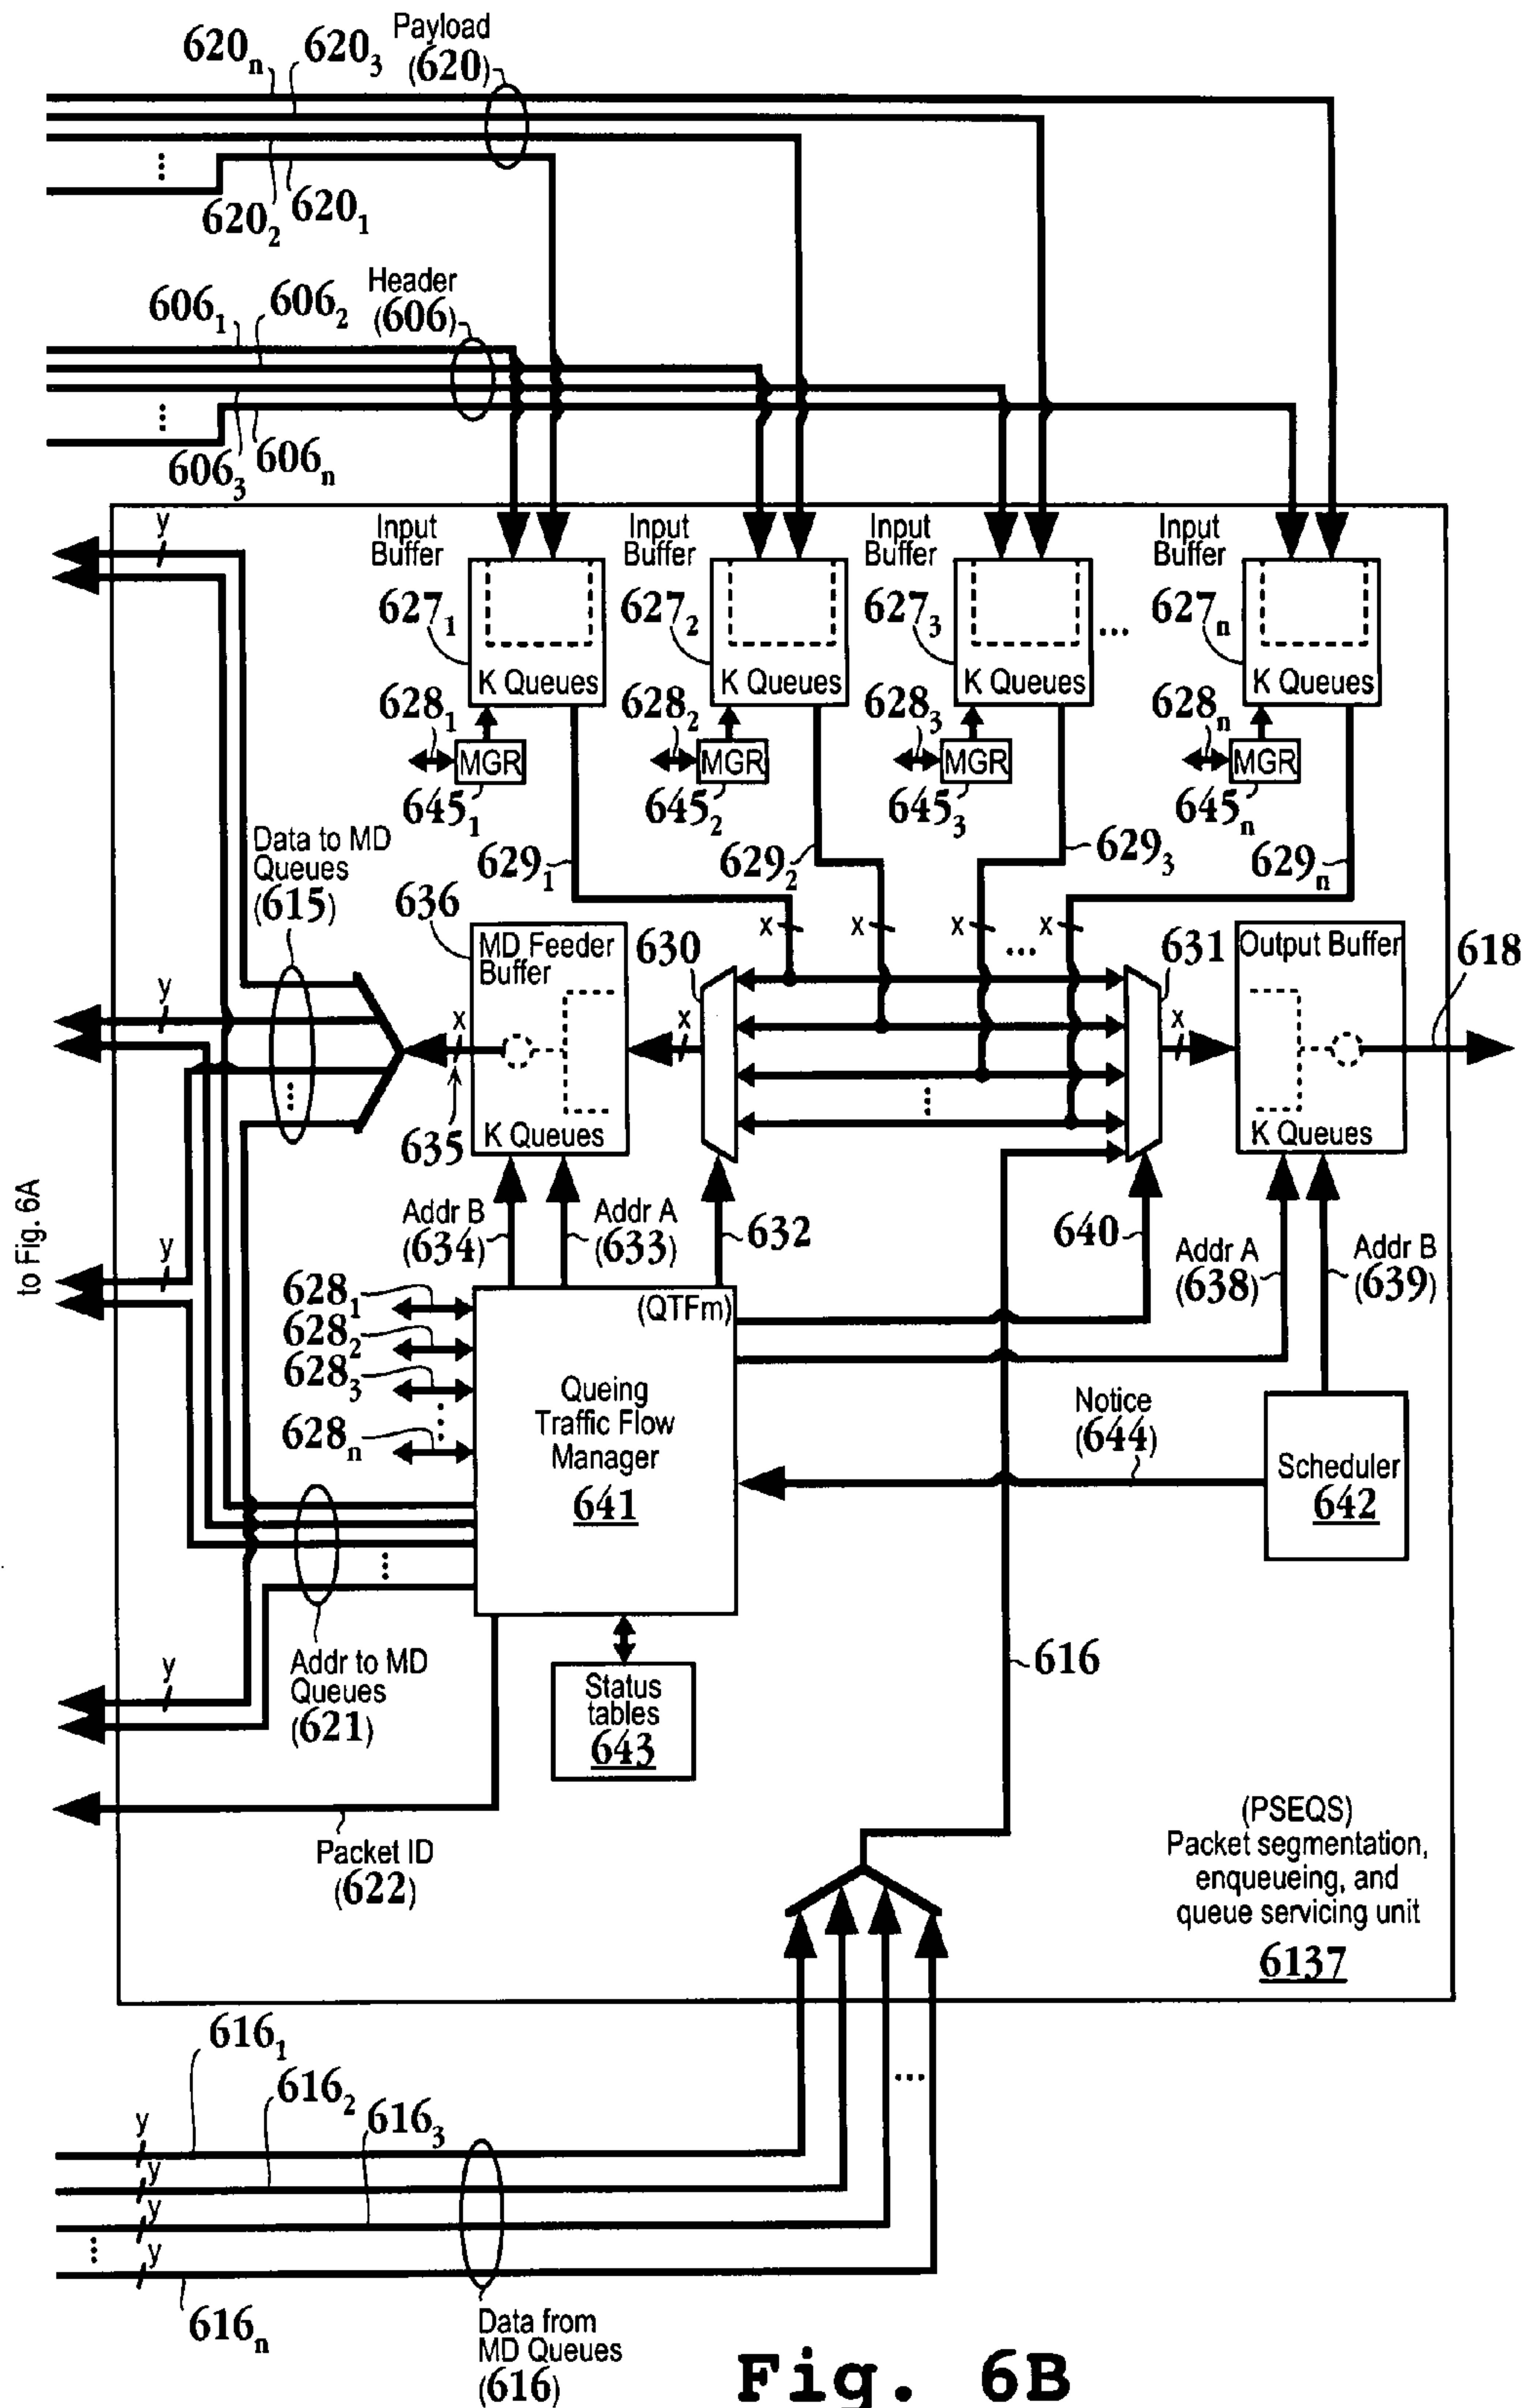 Payload
(620)
620n
6203
6202
6201
Header
(606)
6061
6062
6063
606n
y
Input
Buffer
6271
K Queues
6281
MGR
6451
6291
Input
Buffer
6272
K Queues
6282
MGR
6452
6292
Input
Buffer
6273
K Queues
6283
MGR
6453
6293
...
Input
Buffer
627n
K Queues
628n
MGR
645n
629n
Data to MD
Queues
(615)
y
636
MD Feeder
Buffer
K Queues
x
635
630
x
x
x
x
...
x
631
x
Output Buffer
K Queues
618
to Fig. 6A
y
Addr B
(634)
Addr A
(633)
632
640
Addr A
(638)
Addr B
(639)
6281
6282
6283
628n
(QTFm)
Queing
Traffic Flow
Manager
641
Notice
(644)
Scheduler
642
Addr to MD
Queues
(621)
y
Status
tables
643
616
Packet ID
(622)
(PSEQS)
Packet segmentation,
enqueueing, and
queue servicing unit
6137
6161
6162
6163
...
y
y
y
y
616n
Data from
MD Queues
(616)
Fig. 6B